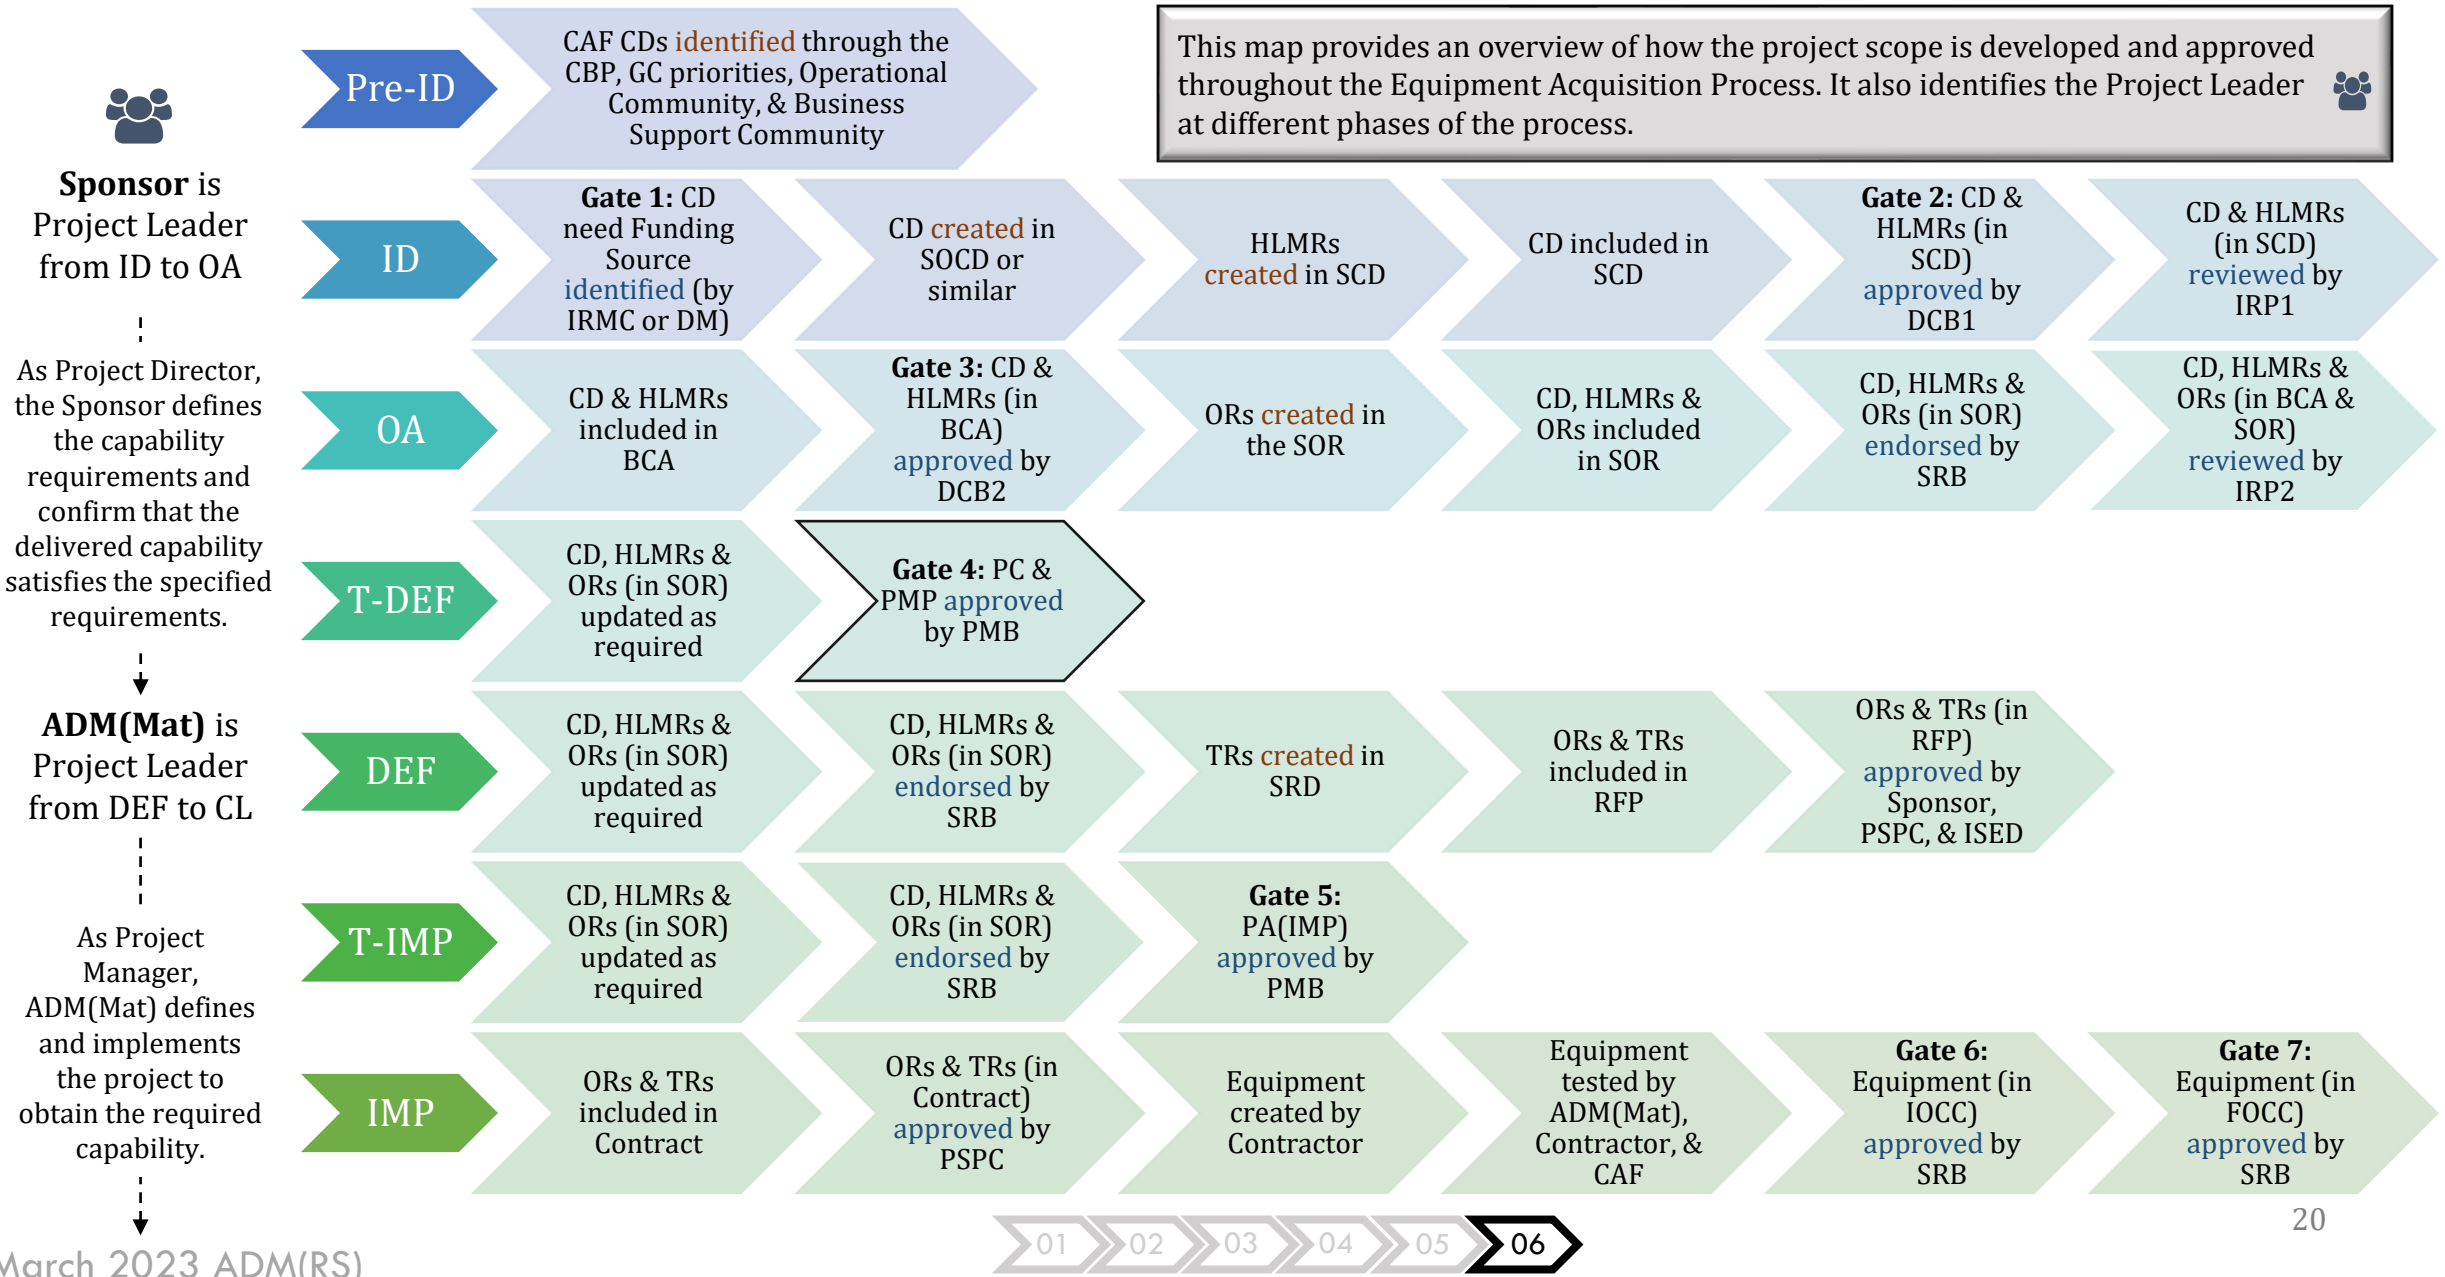 This map provides an overview of how the project scope is developed and approved
throughout the Equipment Acquisition Process. It also identifies the Project Leader
at different phases of the process.
Sponsor is
Project Leader
from ID to OA
As Project Director,
the Sponsor defines
the capability
requirements and
confirm that the
delivered capability
satisfies the specified
requirements.
ADM(Mat) is
Project Leader
from DEF to CL
As Project
Manager,
ADM(Mat) defines
and implements
the project to
obtain the required
capability.
Pre-ID
CAF CDs identified through the
CBP, GC priorities, Operational
Community, & Business
Support Community
ID
Gate 1: CD
need Funding
Source
identified (by
IRMC or DM)
CD created in
SOCD or
similar
HLMRs
created in SCD
CD included in
SCD
Gate 2: CD &
HLMRs (in
SCD)
approved by
DCB1
CD & HLMRs
(in SCD)
reviewed by
IRP1
OA
CD & HLMRs
included in
BCA
Gate 3: CD &
HLMRs (in
BCA)
approved by
DCB2
ORs created in
the SOR
CD, HLMRs &
ORs included
in SOR
CD, HLMRs &
ORs (in SOR)
endorsed by
SRB
CD, HLMRs &
ORs (in BCA &
SOR)
reviewed by
IRP2
T-DEF
CD, HLMRs &
ORs (in SOR)
updated as
required
Gate 4: PC &
PMP approved
by PMB
DEF
CD, HLMRs &
ORs (in SOR)
updated as
required
CD, HLMRs &
ORs (in SOR)
endorsed by
SRB
TRs created in
SRD
ORs & TRs
included in
RFP
ORs & TRs (in
RFP)
approved by
Sponsor,
PSPC, & ISED
T-IMP
CD, HLMRs &
ORs (in SOR)
updated as
required
CD, HLMRs &
ORs (in SOR)
endorsed by
SRB
Gate 5:
PA(IMP)
approved by
PMB
IMP
ORs & TRs
included in
Contract
ORs & TRs (in
Contract)
approved by
PSPC
Equipment
created by
Contractor
Equipment
tested by
ADM(Mat),
Contractor, &
CAF
Gate 6:
Equipment (in
IOCC)
approved by
SRB
Gate 7:
Equipment (in
FOCC)
approved by
SRB
01
02
03
04
05
06
20
March 2023 ADM(RS)